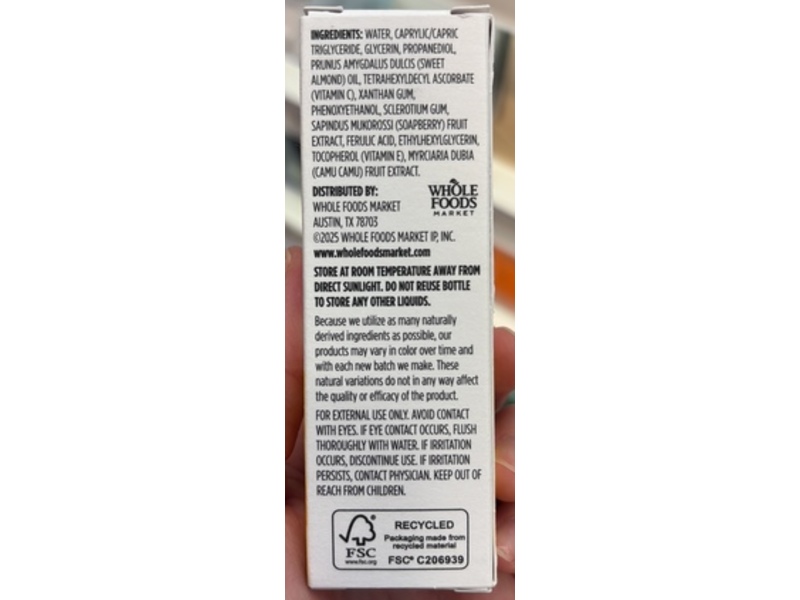 INGREDIENTS: WATER, CAPRYLIC/CAPRIC
TRIGLYCERIDE, GLYCERIN, PROPANEDIOL,
PRUNUS AMYGDALUS DULCIS (SWEET
ALMOND) OIL, TETRAHEXYLDECYL ASCORBATE
(VITAMIN C), XANTHAN GUM,
PHENOXYETHANOL, SCLEROTIUM GUM,
SAPINDUS MUKOROSSI (SOAPBERRY) FRUIT
EXTRACT, FERULIC ACID, ETHYLHEXYLGLYCERIN,
TOCOPHEROL (VITAMIN E), MYRCIARIA DUBIA
(CAMU CAMU) FRUIT EXTRACT.
DISTRIBUTED BY:
WHOLE FOODS MARKET
AUSTIN, TX 78703
©2025 WHOLE FOODS MARKET IP, INC.
www.wholefoodsmarket.com
WHOLE
FOODS
MARKET
STORE AT ROOM TEMPERATURE AWAY FROM
DIRECT SUNLIGHT. DO NOT REUSE BOTTLE
TO STORE ANY OTHER LIQUIDS.
Because we utilize as many naturally
derived ingredients as possible, our
products may vary in color over time and
with each new batch we make. These
natural variations do not in any way affect
the quality or efficacy of the product.
FOR EXTERNAL USE ONLY. AVOID CONTACT
WITH EYES. IF EYE CONTACT OCCURS, FLUSH
THOROUGHLY WITH WATER. IF IRRITATION
OCCURS, DISCONTINUE USE. IF IRRITATION
PERSISTS, CONTACT PHYSICIAN. KEEP OUT OF
REACH FROM CHILDREN.
FSC
www.fsc.org
RECYCLED
Packaging made from
recycled material
FSC® C206939